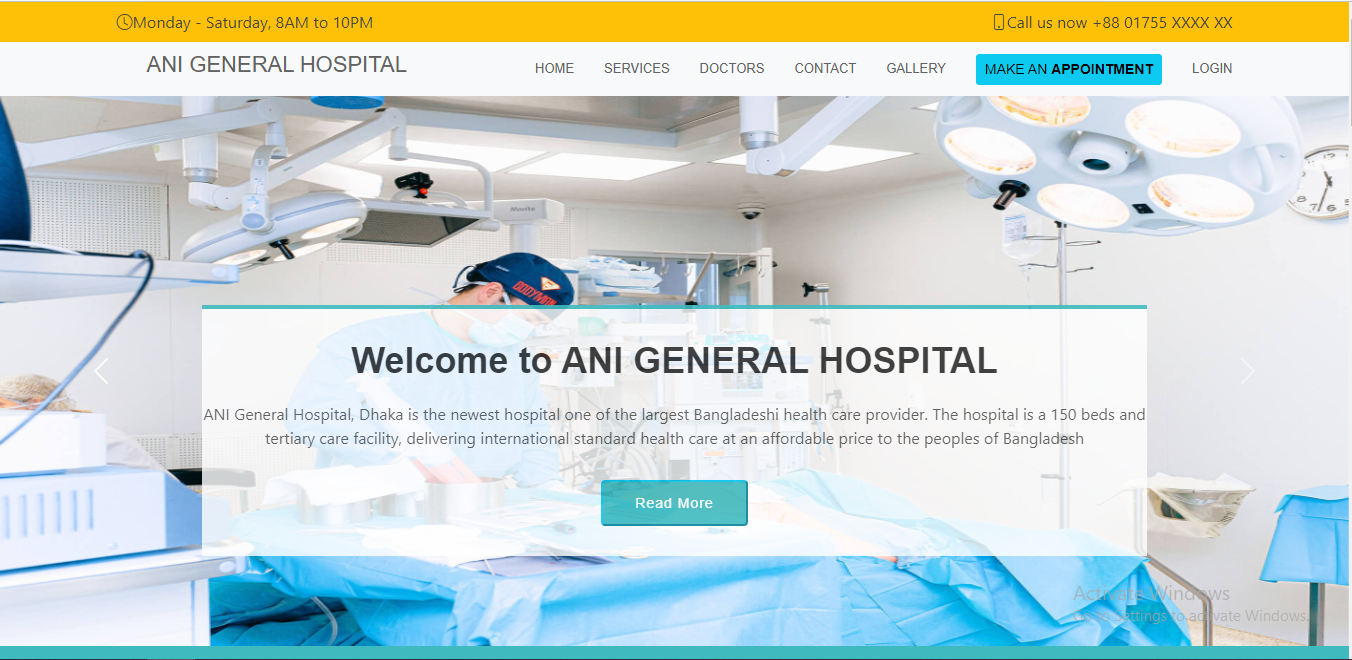 Monday - Saturday, 8AM to 10PM
Call us now +88 01755 XXXX XX
ANI GENERAL HOSPITAL
HOME SERVICES DOCTORS CONTACT GALLERY MAKE AN APPOINTMENT LOGIN
Welcome to ANI GENERAL HOSPITAL
ANI General Hospital, Dhaka is the newest hospital one of the largest Bangladeshi health care provider. The hospital is a 150 beds and
tertiary care facility, delivering international standard health care at an affordable price to the peoples of Bangladesh
Read More
Activate Windows
Go to Settings to activate Windows.